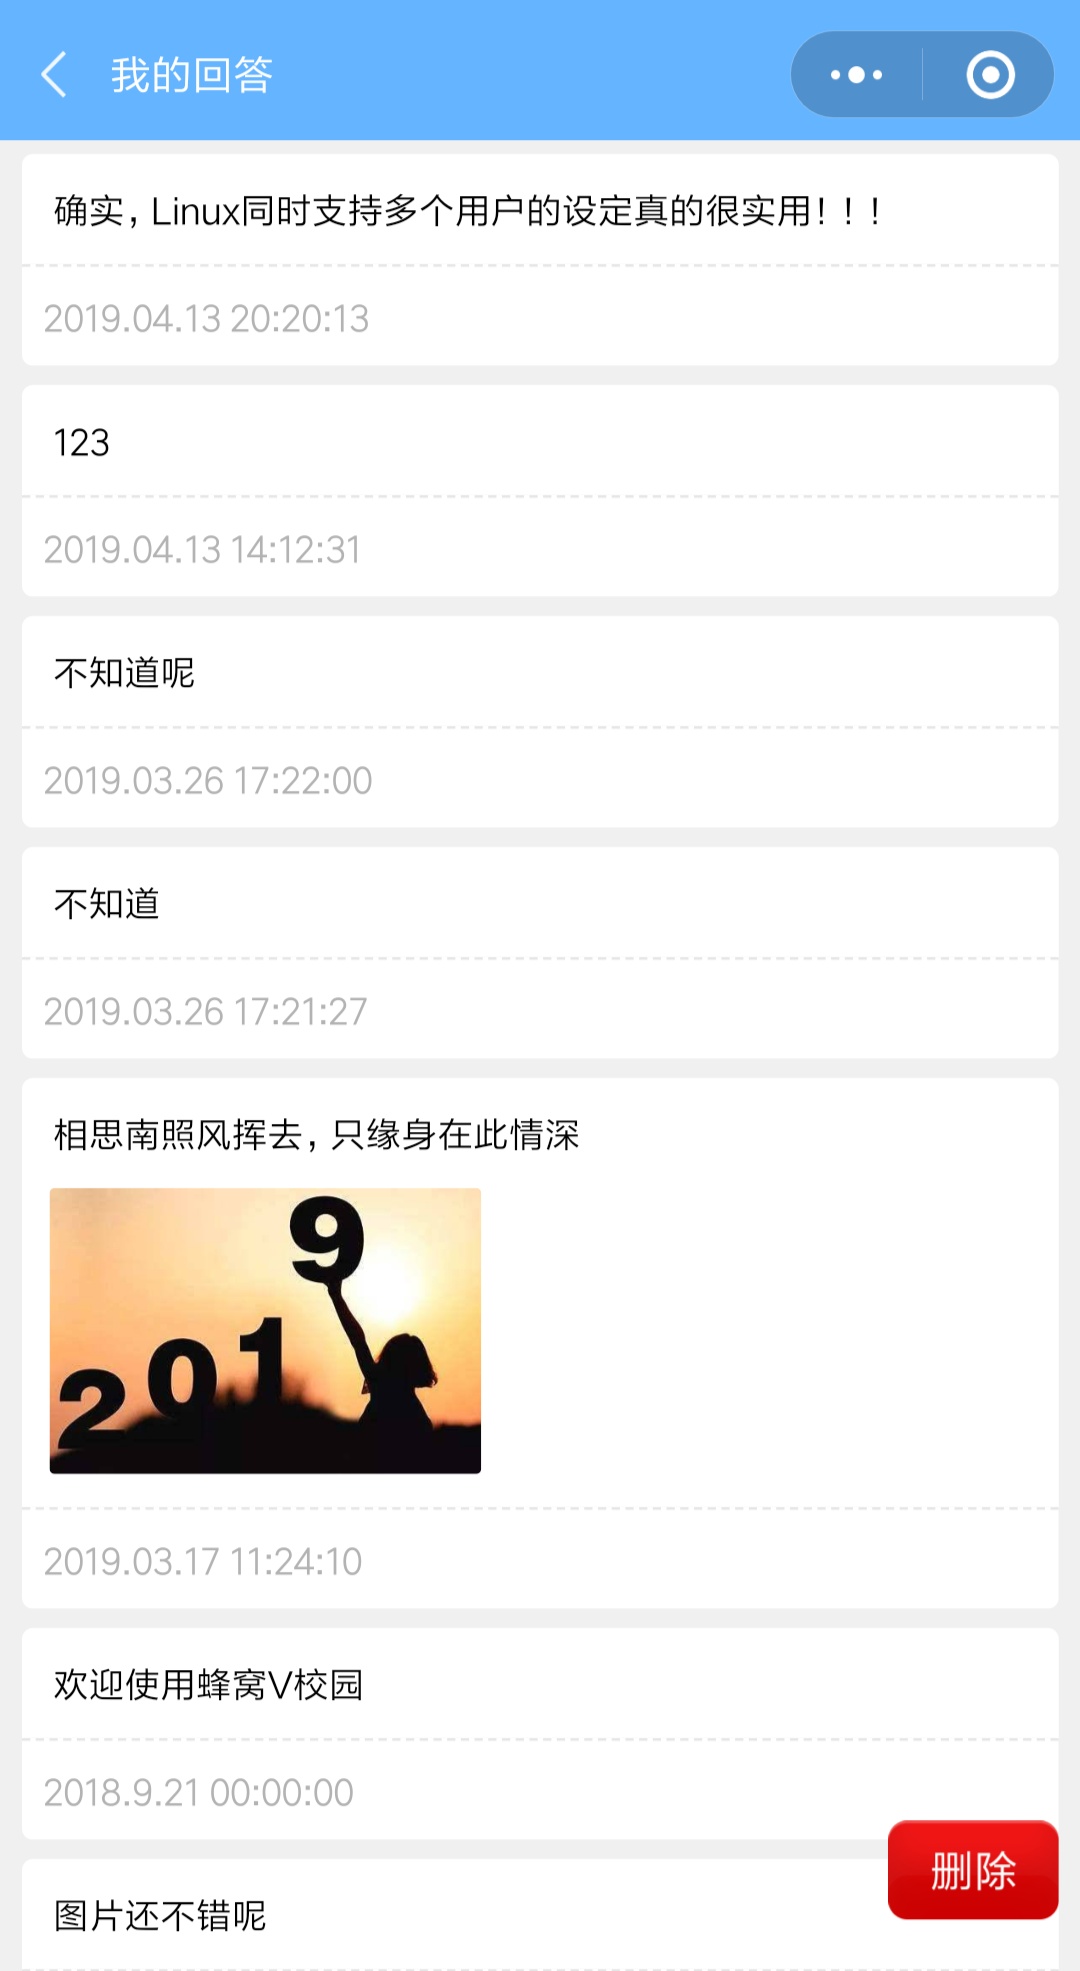 我的回答
确实，Linux同时支持多个用户的设定真的很实用！！！
2019.04.13 20:20:13
123
2019.04.13 14:12:31
不知道呢
2019.03.26 17:22:00
不知道
2019.03.26 17:21:27
相思南照风挥去，只缘身在此情深
2019
2019.03.17 11:24:10
欢迎使用蜂窝V校园
2018.9.21 00:00:00
删除
图片还不错呢